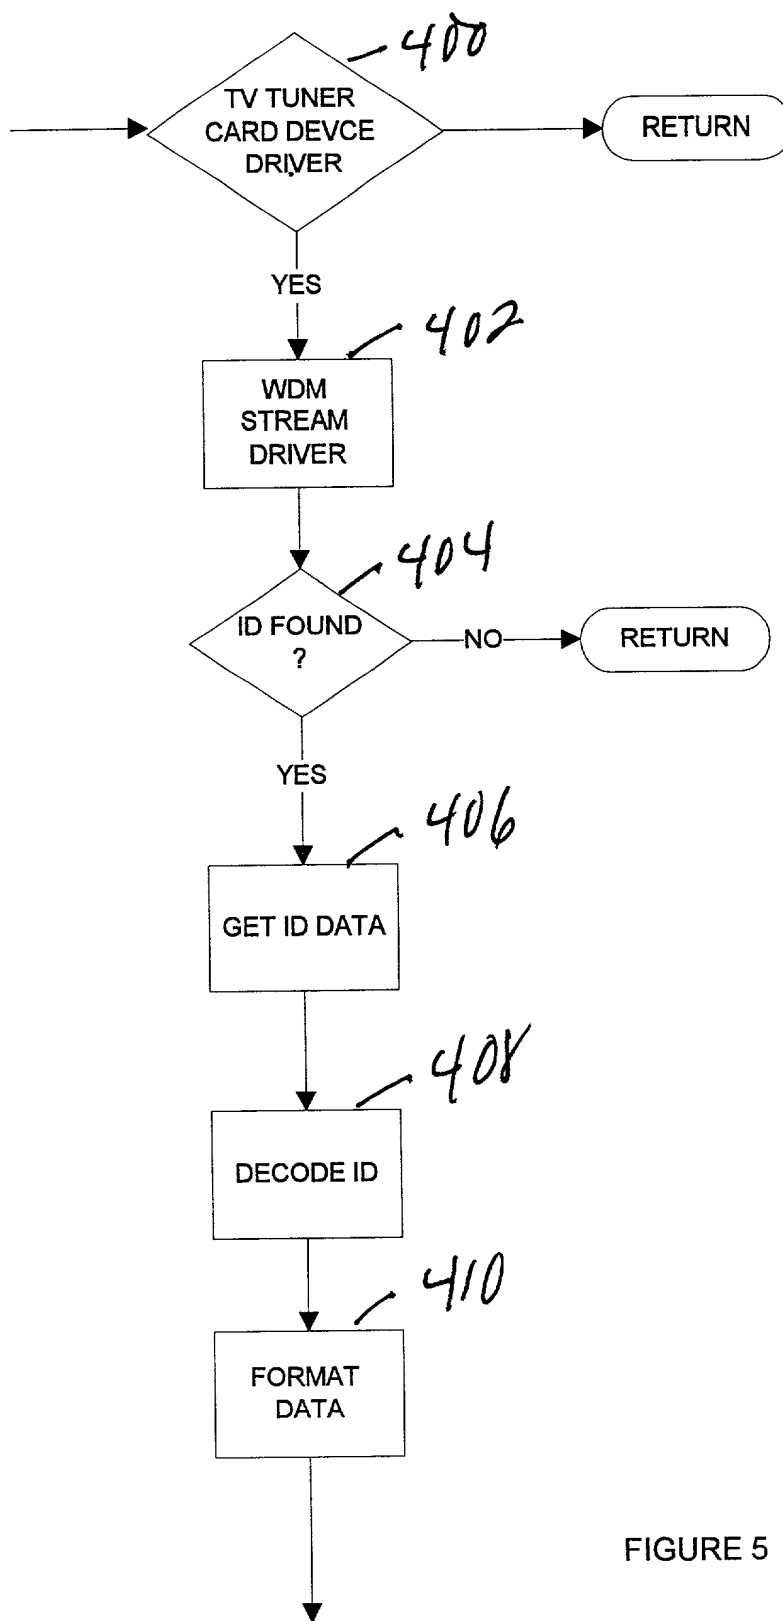 400
TV TUNER
CARD DEVCE
DRIVER
RETURN
YES
402
WDM
STREAM
DRIVER
404
ID FOUND
?
NO
RETURN
YES
406
GET ID DATA
408
DECODE ID
410
FORMAT
DATA
FIGURE 5